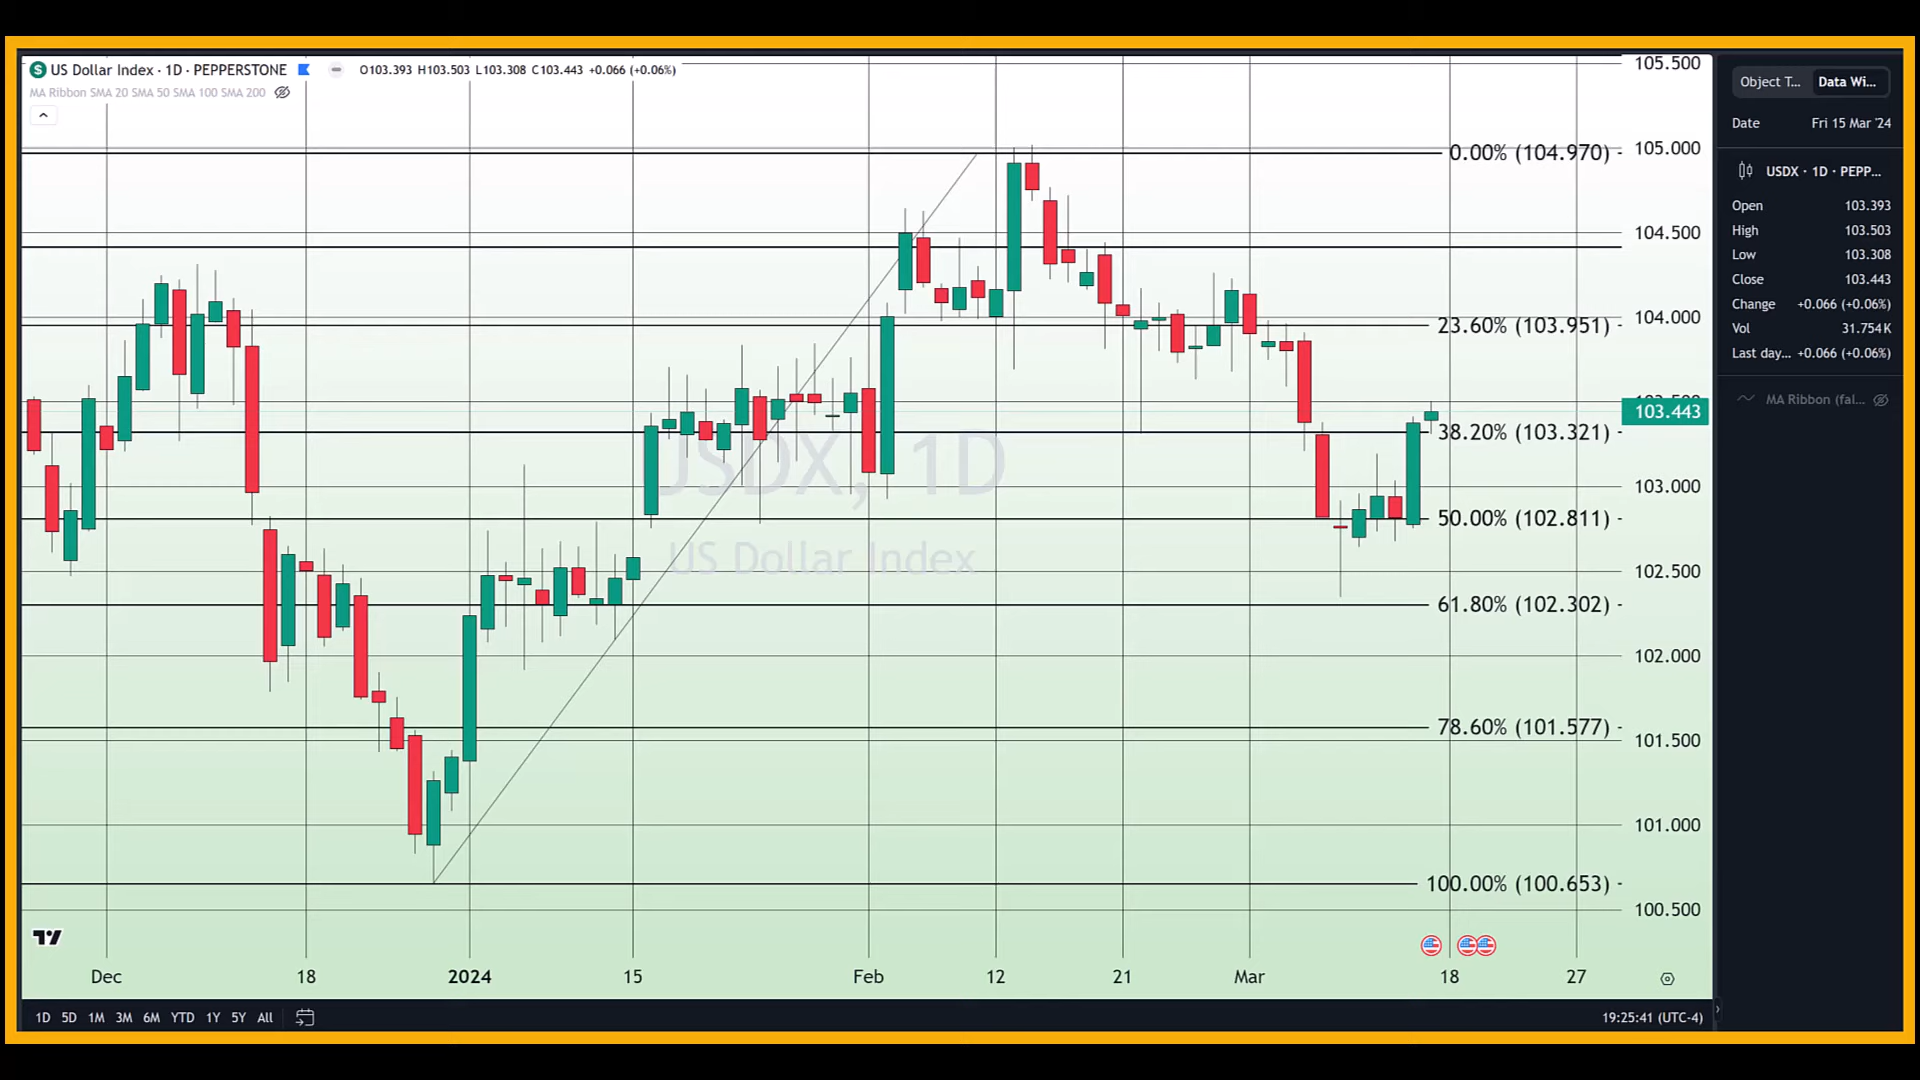 US Dollar Index · 1D · PEPPERSTONE O103.393 H103.503 L103.308 C103.443 +0.066 (+0.06%)
MA Ribbon SMA 20 SMA 50 SMA 100 SMA 200
105.500
0.00% (104.970)
105.000
104.500
23.60% (103.951)
104.000
103.443
38.20% (103.321)
USDX, 1D
103.000
50.00% (102.811)
US Dollar Index
102.500
61.80% (102.302)
102.000
78.60% (101.577)
101.500
101.000
100.00% (100.653)
100.500
Dec 18 2024 15 Feb 12 21 Mar 18 27
1D 5D 1M 3M 6M YTD 1Y 5Y All
19:25:41 (UTC-4)
Object T... Data Wi...
Date Fri 15 Mar '24
USDX · 1D · PEPP...
Open 103.393
High 103.503
Low 103.308
Close 103.443
Change +0.066 (+0.06%)
Vol 31.754K
Last day... +0.066 (+0.06%)
MA Ribbon (fal...